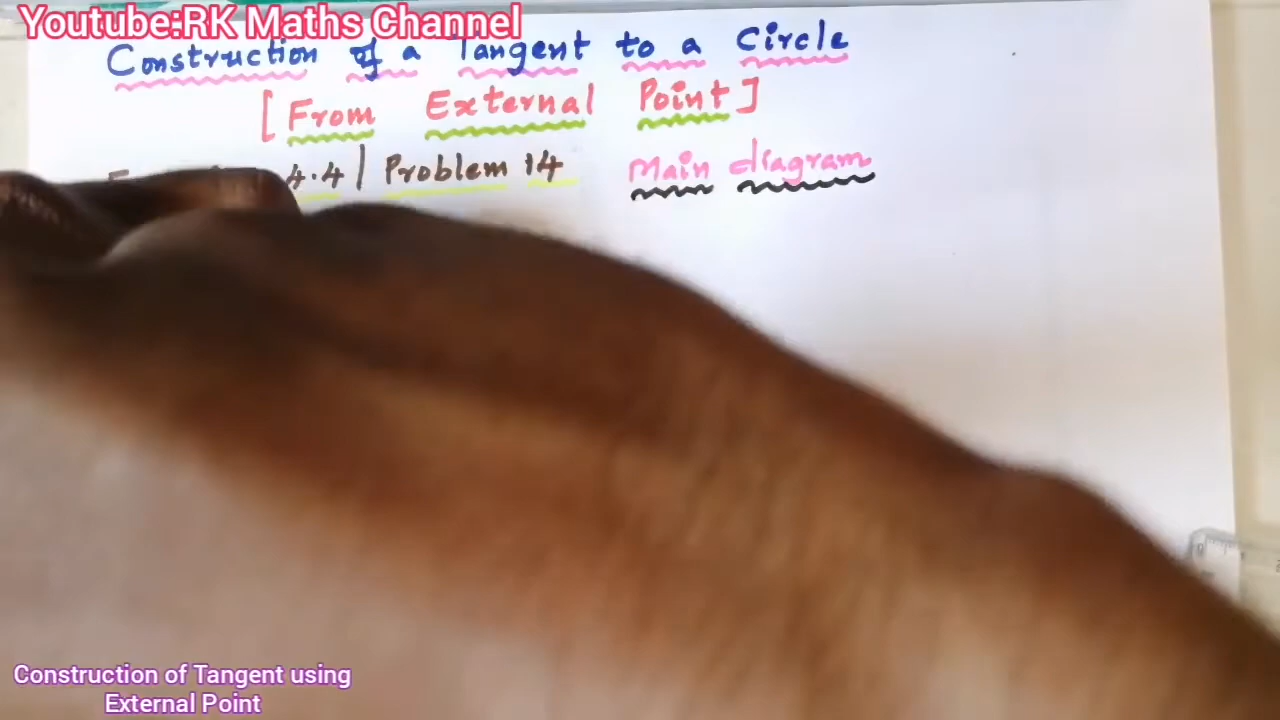 Youtube:RK Maths Channel
Construction of a Tangent to a Circle
[From External Point]
4.4| Problem 14 Main diagram
Construction of Tangent using
External Point